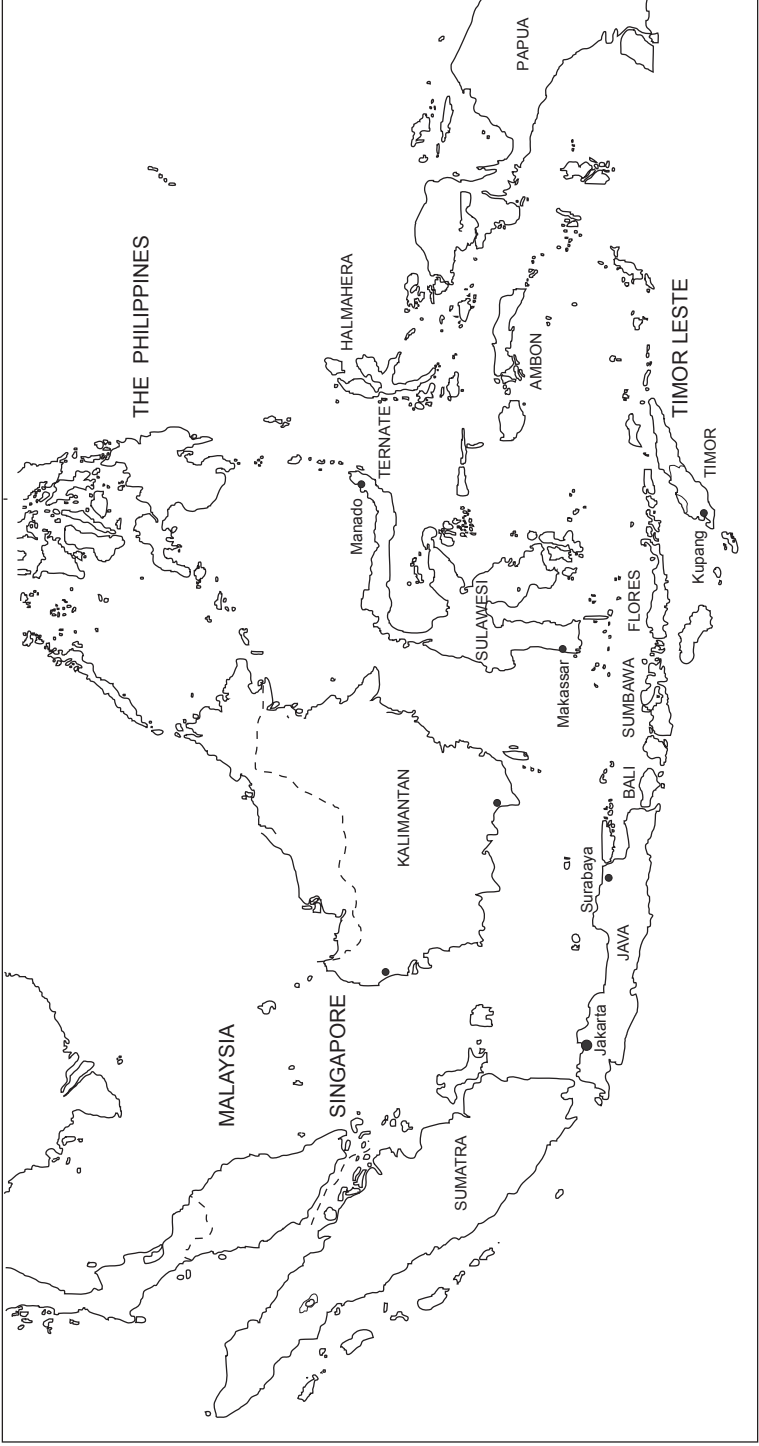 THE PHILIPPINES
MALAYSIA
SINGAPORE
HALMAHERA
Manado
TERNATE
KALIMANTAN
SUMATRA
SULAWESI
PAPUA
AMBON
Makassar
Surabaya
Jakarta
JAVA
BALI
SUMBAWA
FLORES
TIMOR LESTE
Kupang
TIMOR